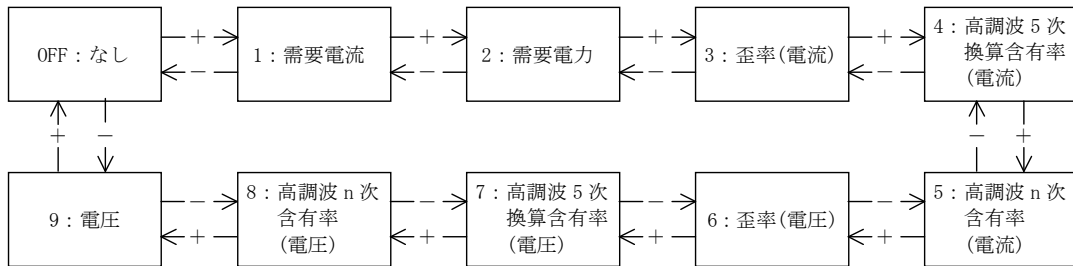 OFF：なし
＋
－
1：需要電流
＋
－
2：需要電力
＋
－
3：歪率(電流)
＋
－
4：高調波5次
換算含有率
(電流)
＋
－
－
＋
9：電圧
－
＋
8：高調波n次
含有率
(電圧)
－
＋
7：高調波5次
換算含有率
(電圧)
－
＋
6：歪率(電圧)
－
＋
5：高調波n次
含有率
(電流)